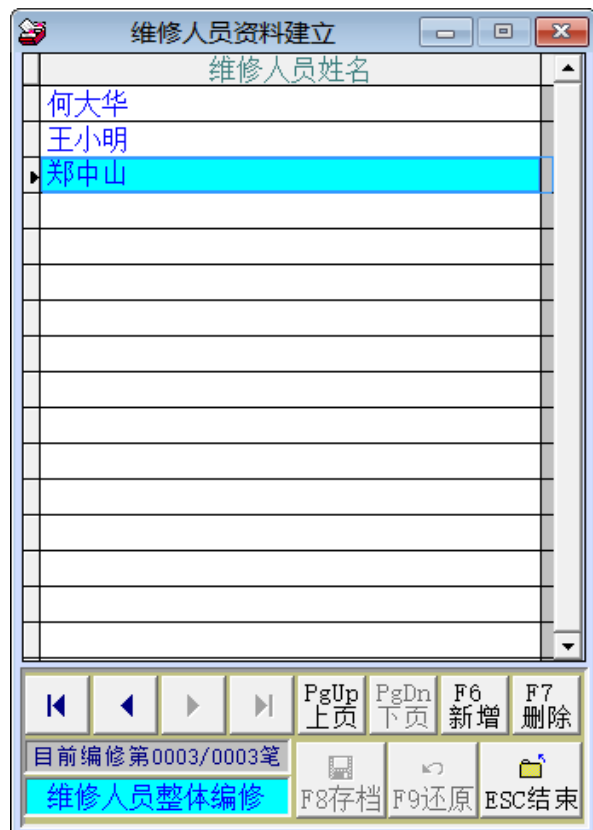 维修人员资料建立
维修人员姓名
何大华
王小明
郑中山
PgUp 上页
PgDn 下页
F6 新增
F7 删除
目前编修第0003/0003笔
维修人员整体编修
F8存档
F9还原
ESC结束